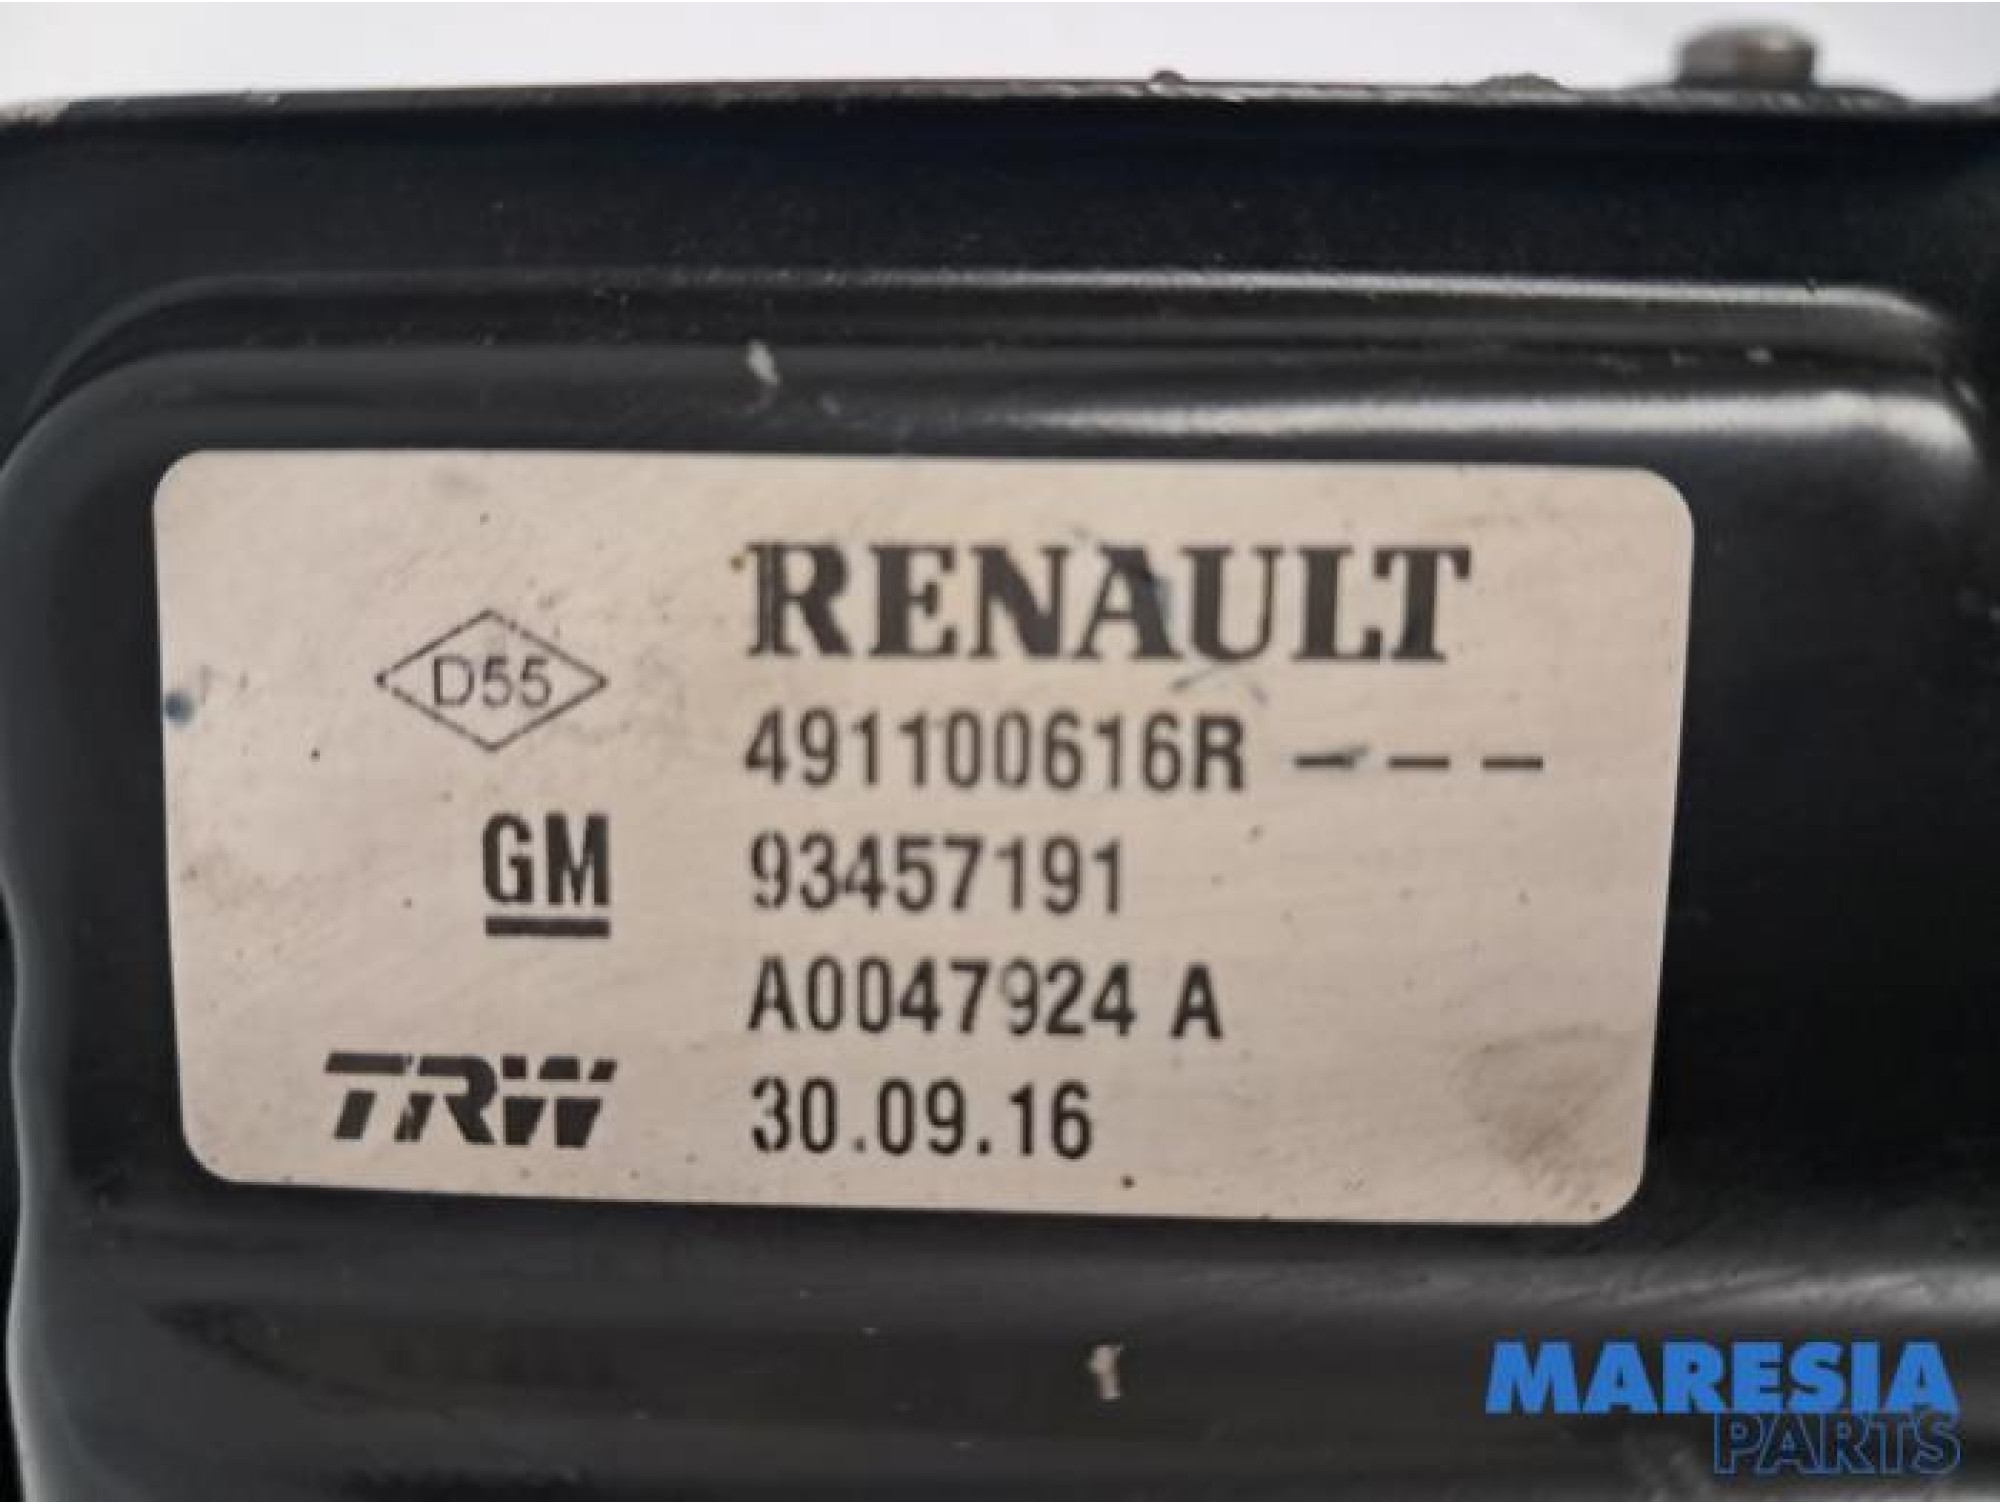 RENAULT
D55
491100616R - - -
GM 93457191
A0047924 A
TRW 30.09.16
MARESIA
PARTS